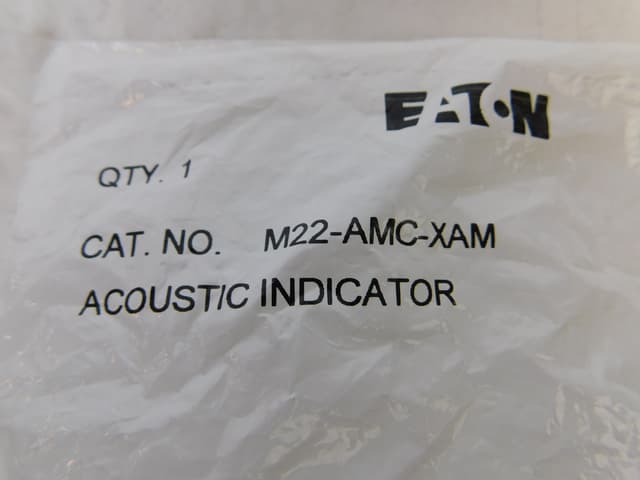 EATON
QTY. 1
CAT. NO. M22-AMC-XAM
ACOUSTIC INDICATOR